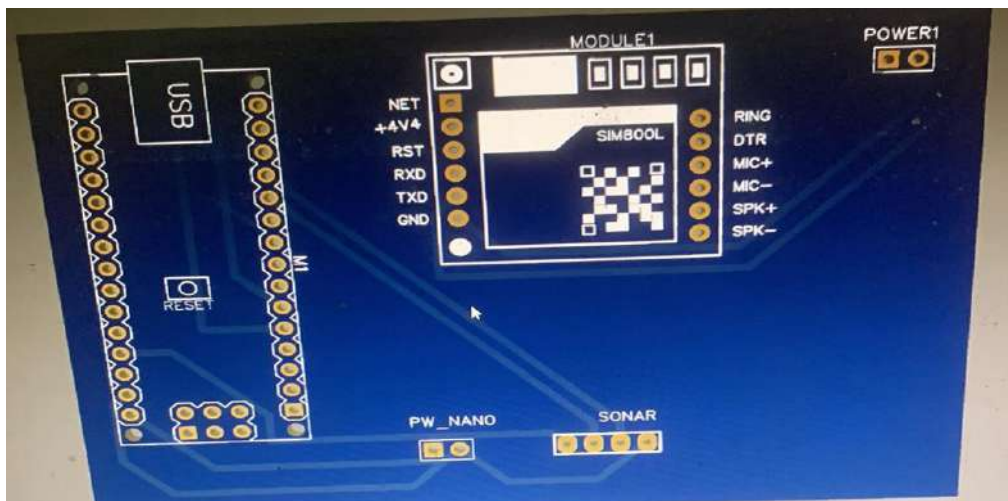 USB
RESET
M1
MODULE1
NET
+4V4
RST
RXD
TXD
GND
SIM800L
RING
DTR
MIC+
MIC-
SPK+
SPK-
POWER1
PW_NANO
SONAR